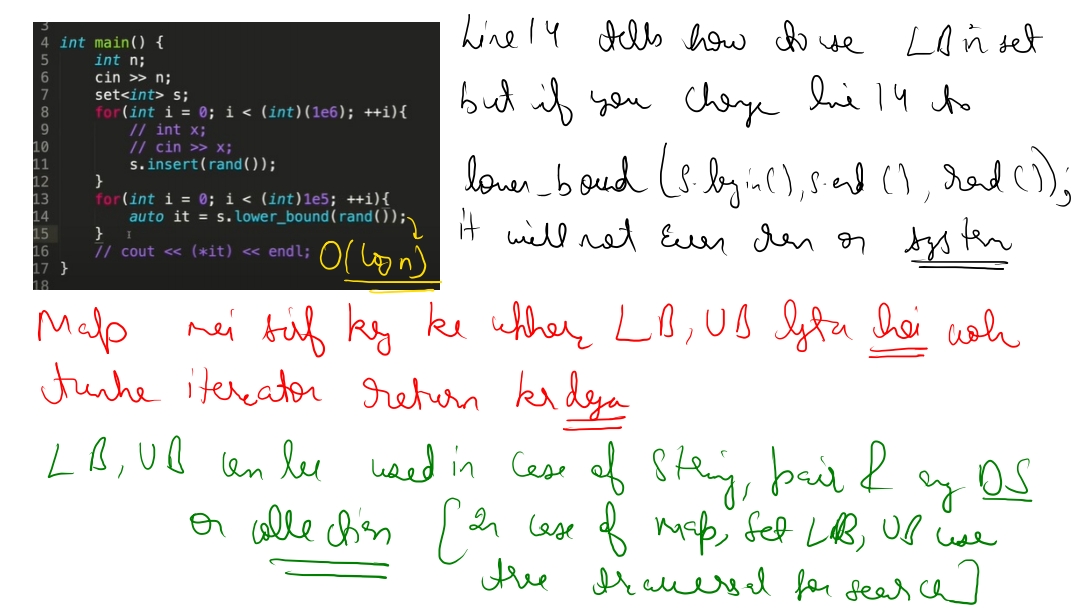 3
4 int main() {
5 int n;
6 cin >> n;
7 set<int> s;
8 for(int i = 0; i < (int)(1e6); ++i){
9 // int x;
10 // cin >> x;
11 s.insert(rand());
12 }
13 for(int i = 0; i < (int)1e5; ++i){
14 auto it = s.lower_bound(rand());
15 }
16 // cout << (*it) << endl;
17 }
18
O(log n)
Line 14 tells how to use LB in set
but if you change line 14 to
lower_bound (s.begin(), s.end(), rand());
it will not even run on system
Map mei sirf key ke upher LB, UB lgta hai woh
tumhe iterator return kr dega
LB, UB can be used in case of string, pair & any DS
or collection [In case of map, set LB, UB use
tree traversal for search]